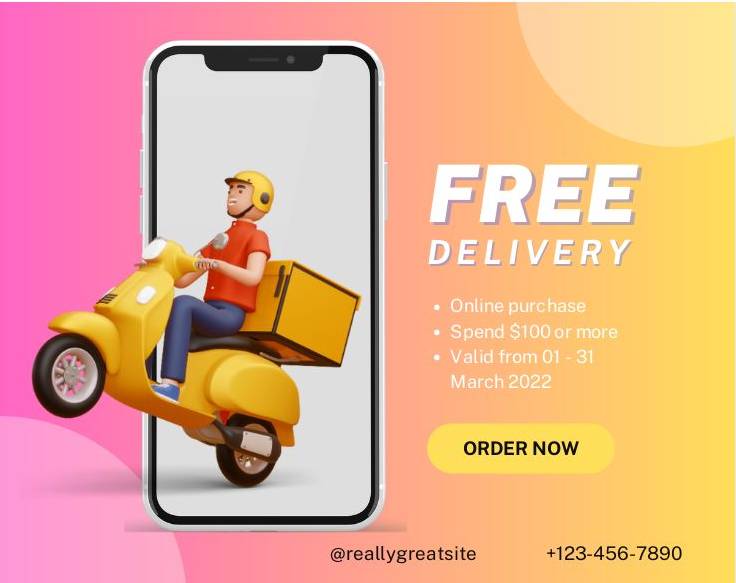 FREE
DELIVERY
• Online purchase
• Spend $100 or more
• Valid from 01 - 31
March 2022
ORDER NOW
@reallygreatsite
+123-456-7890